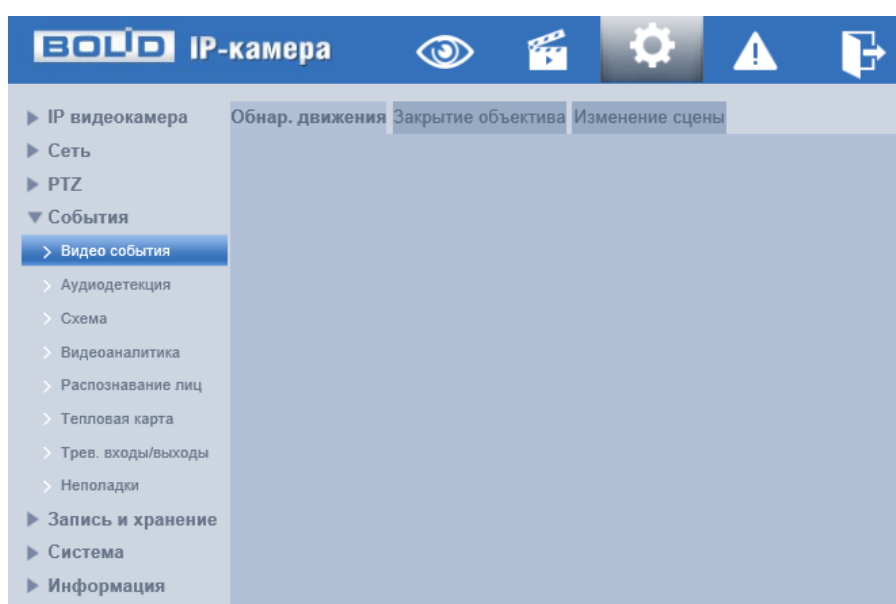 BOLID IP-камера
IP видеокамера
Сеть
PTZ
События
Видео события
Аудиодетекция
Схема
Видеоаналитика
Распознавание лиц
Тепловая карта
Трев. входы/выходы
Неполадки
Запись и хранение
Система
Информация
Обнар. движения Закрытие объектива Изменение сцены